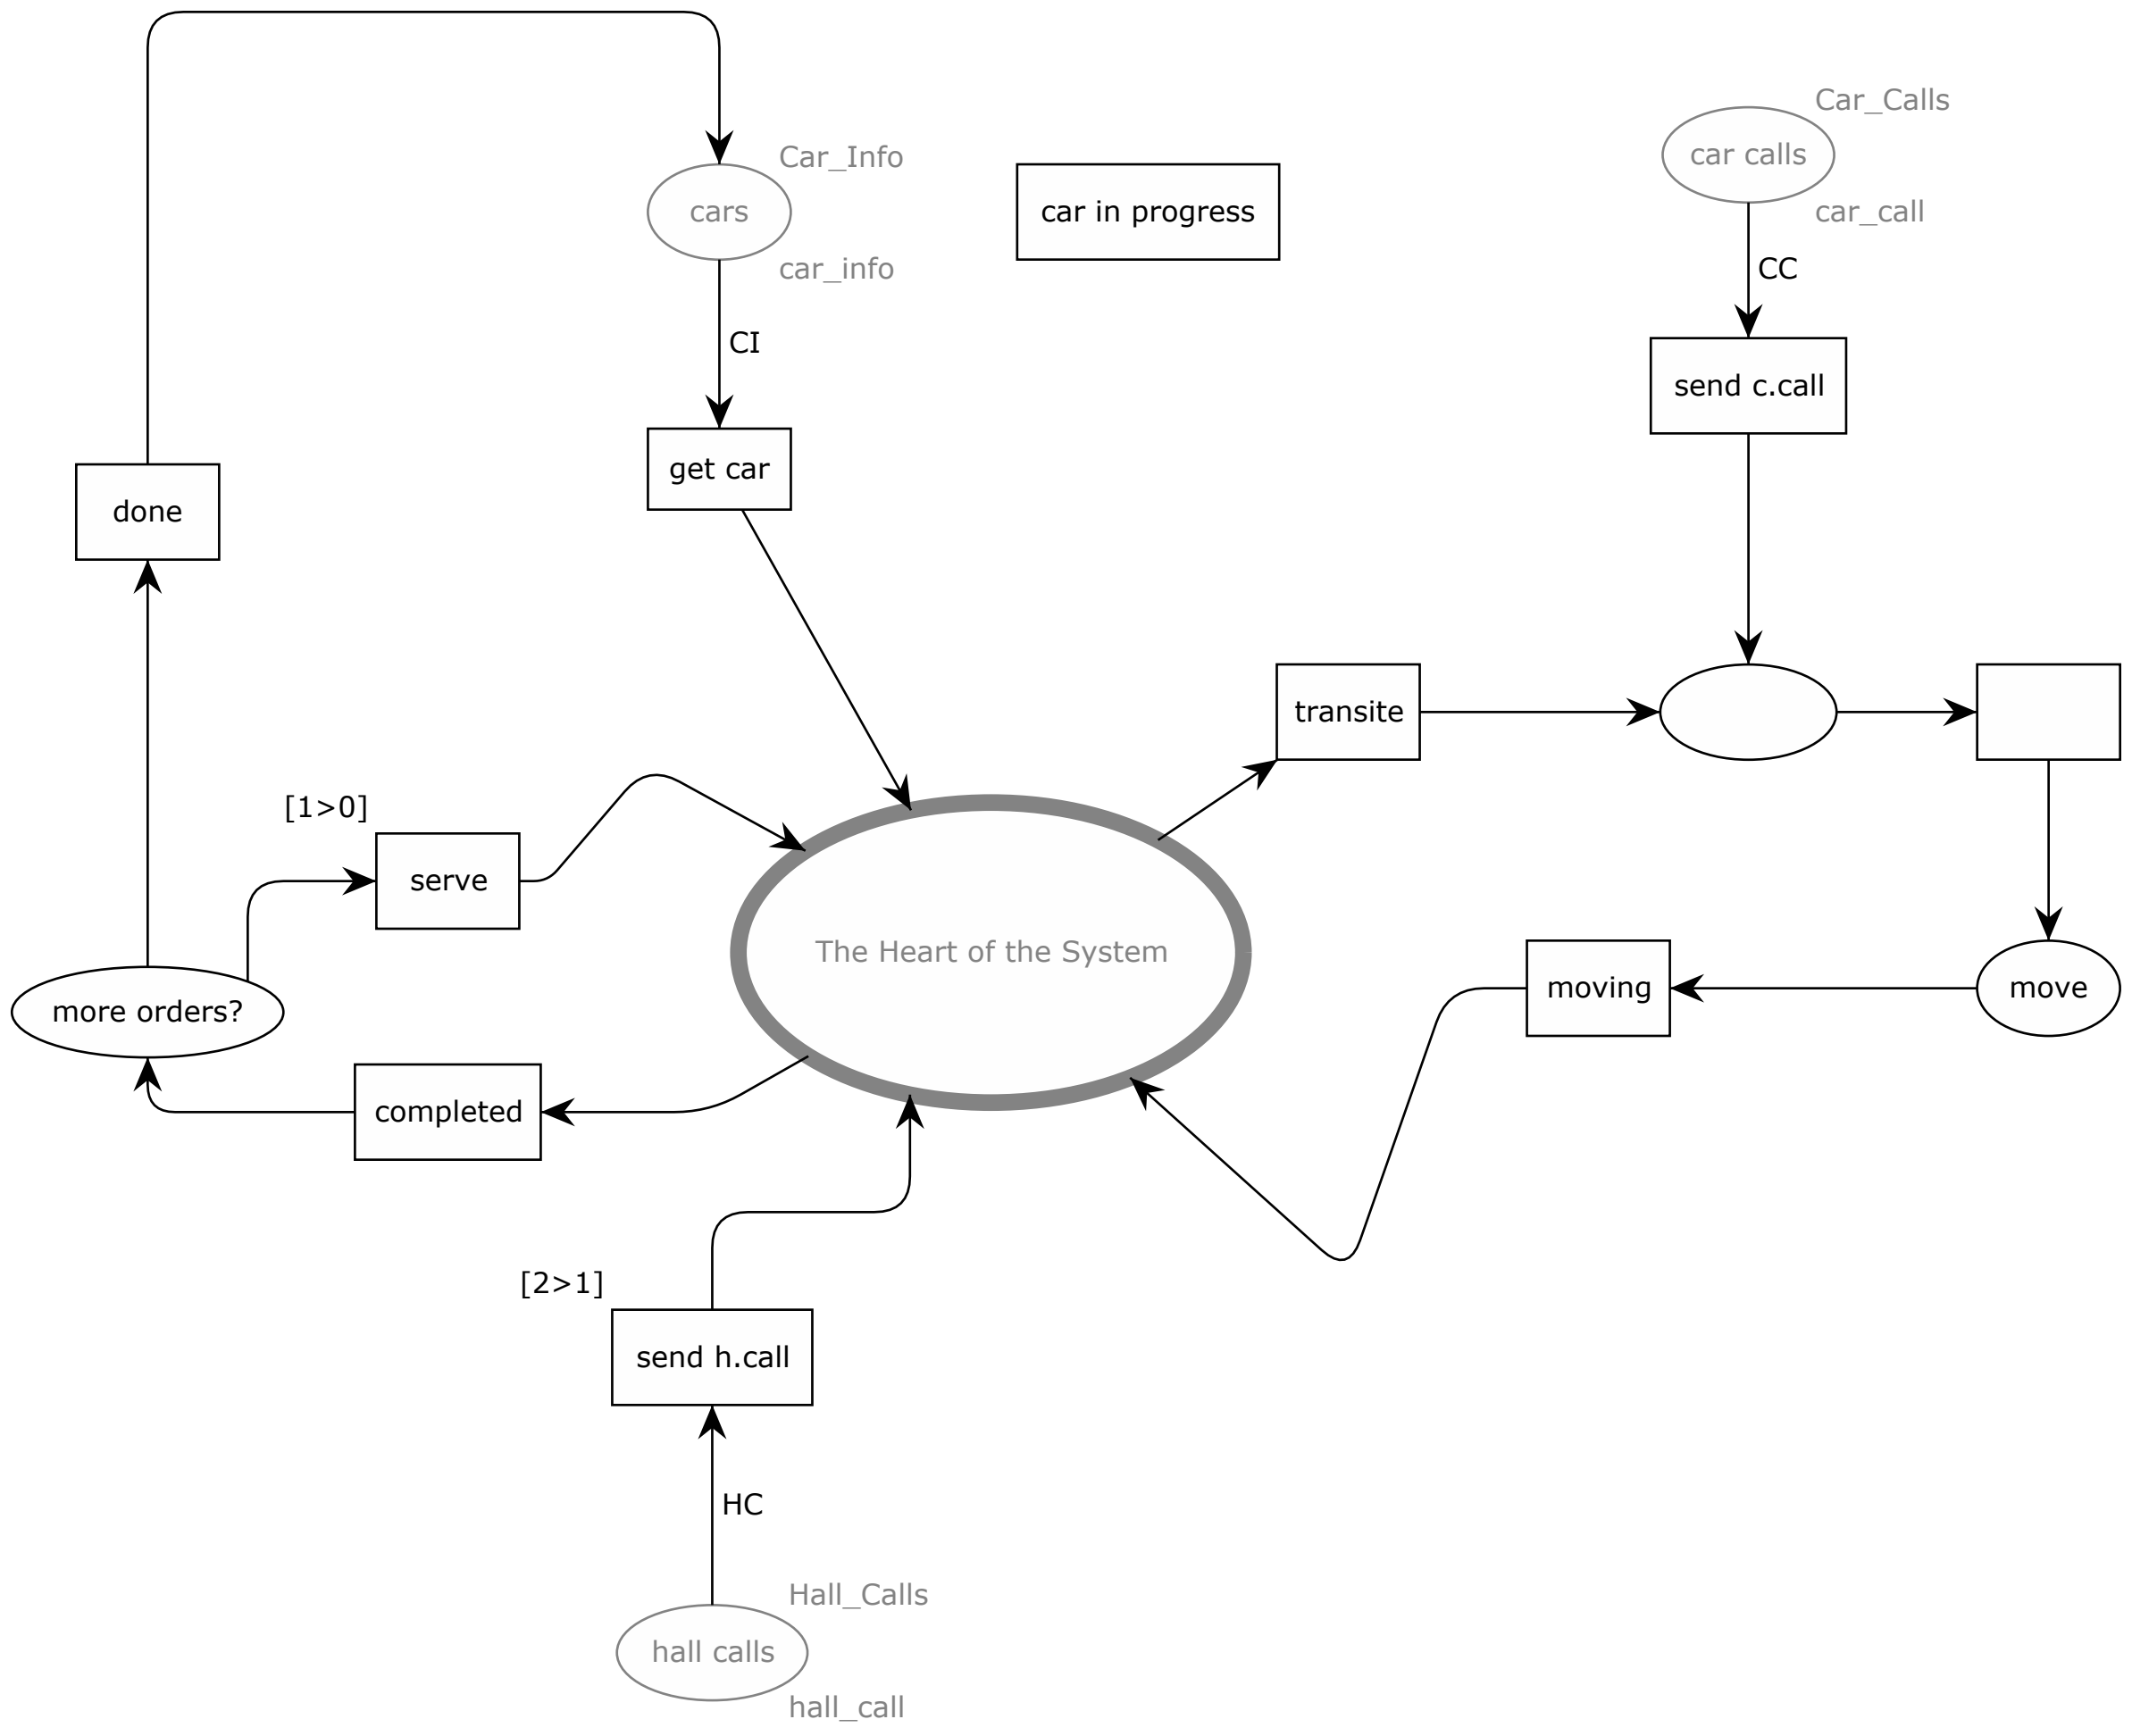 Car_Calls
car calls
Car_Info
cars
car in progress
car_call
car_info
CC
CI
send c.call
get car
done
transite
[1>0]
serve
The Heart of the System
moving
move
more orders?
completed
[2>1]
send h.call
HC
Hall_Calls
hall calls
hall_call